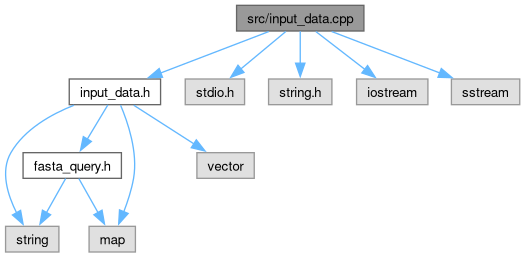 src/input_data.cpp
input_data.h
stdio.h
string.h
iostream
sstream
fasta_query.h
vector
string
map